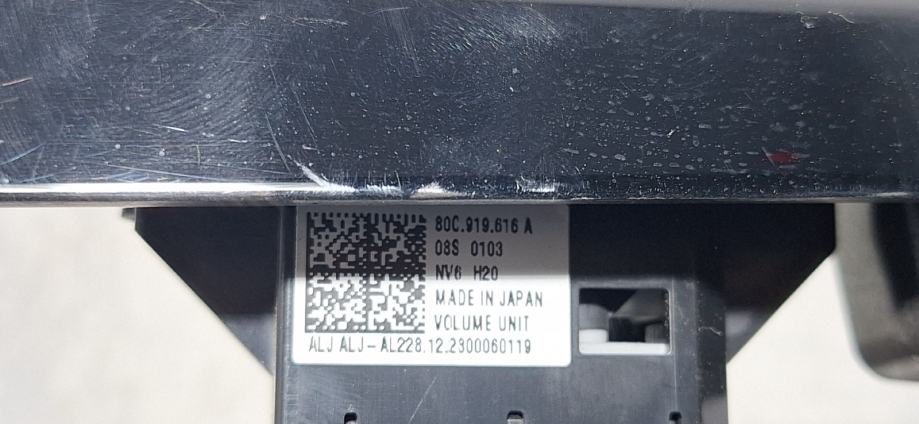 80C.919.616 A
08S 0103
NV6 H20
MADE IN JAPAN
VOLUME UNIT
ALJ ALJ-AL228.12.2300060119